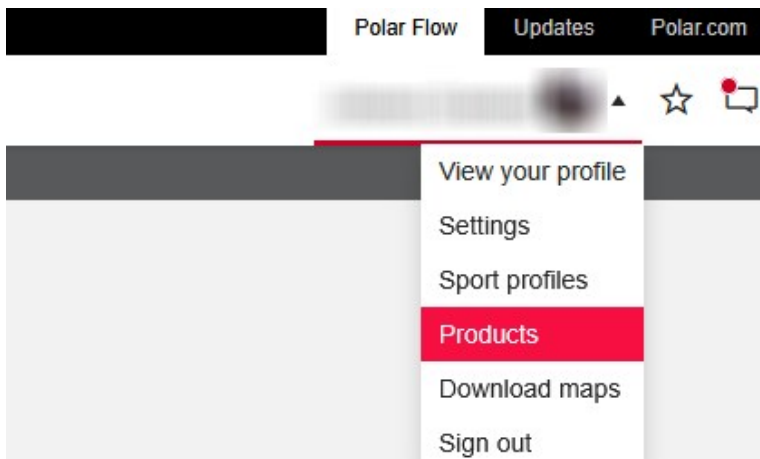 Polar Flow Updates Polar.com
View your profile
Settings
Sport profiles
Products
Download maps
Sign out